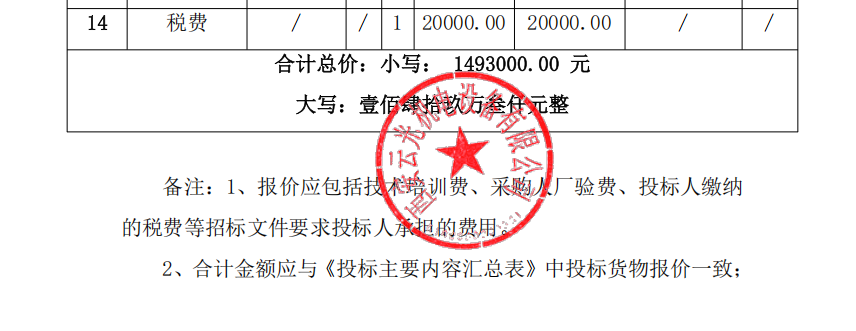 14 税费 / / 1 20000.00 20000.00 / /
合计总价：小写： 1493000.00 元
大写：壹佰肆拾玖万叁仟元整
云光机电设备有限公司
备注：1、报价应包括技术培训费、采购人厂验费、投标人缴纳
的税费等招标文件要求投标人承担的费用。
2、合计金额应与《投标主要内容汇总表》中投标货物报价一致；